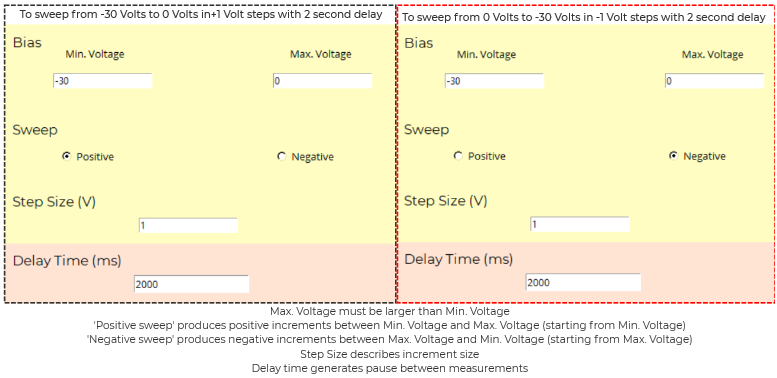 To sweep from -30 Volts to 0 Volts in+1 Volt steps with 2 second delay
Bias
Min. Voltage Max. Voltage
-30 0
Sweep
Positive Negative
Step Size (V)
1
Delay Time (ms)
2000
To sweep from 0 Volts to -30 Volts in -1 Volt steps with 2 second delay
Bias
Min. Voltage Max. Voltage
-30 0
Sweep
Positive Negative
Step Size (V)
1
Delay Time (ms)
2000
Max. Voltage must be larger than Min. Voltage
'Positive sweep' produces positive increments between Min. Voltage and Max. Voltage (starting from Min. Voltage)
'Negative sweep' produces negative increments between Max. Voltage and Min. Voltage (starting from Max. Voltage)
Step Size describes increment size
Delay time generates pause between measurements